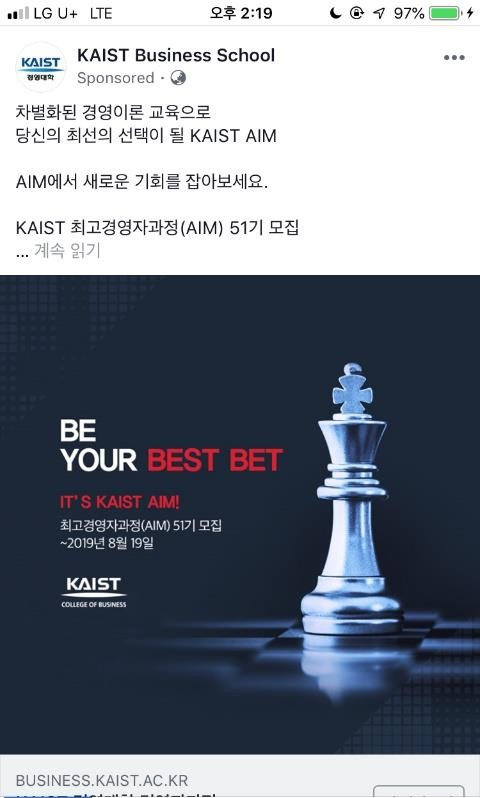 LG U+ LTE 오후 2:19 97%
KAIST
경영대학
KAIST Business School
Sponsored
차별화된 경영이론 교육으로
당신의 최선의 선택이 될 KAIST AIM
AIM에서 새로운 기회를 잡아보세요.
KAIST 최고경영자과정(AIM) 51기 모집
... 계속 읽기
BE
YOUR BEST BET
IT'S KAIST AIM!
최고경영자과정(AIM) 51기 모집
~2019년 8월 19일
KAIST
COLLEGE OF BUSINESS
BUSINESS.KAIST.AC.KR